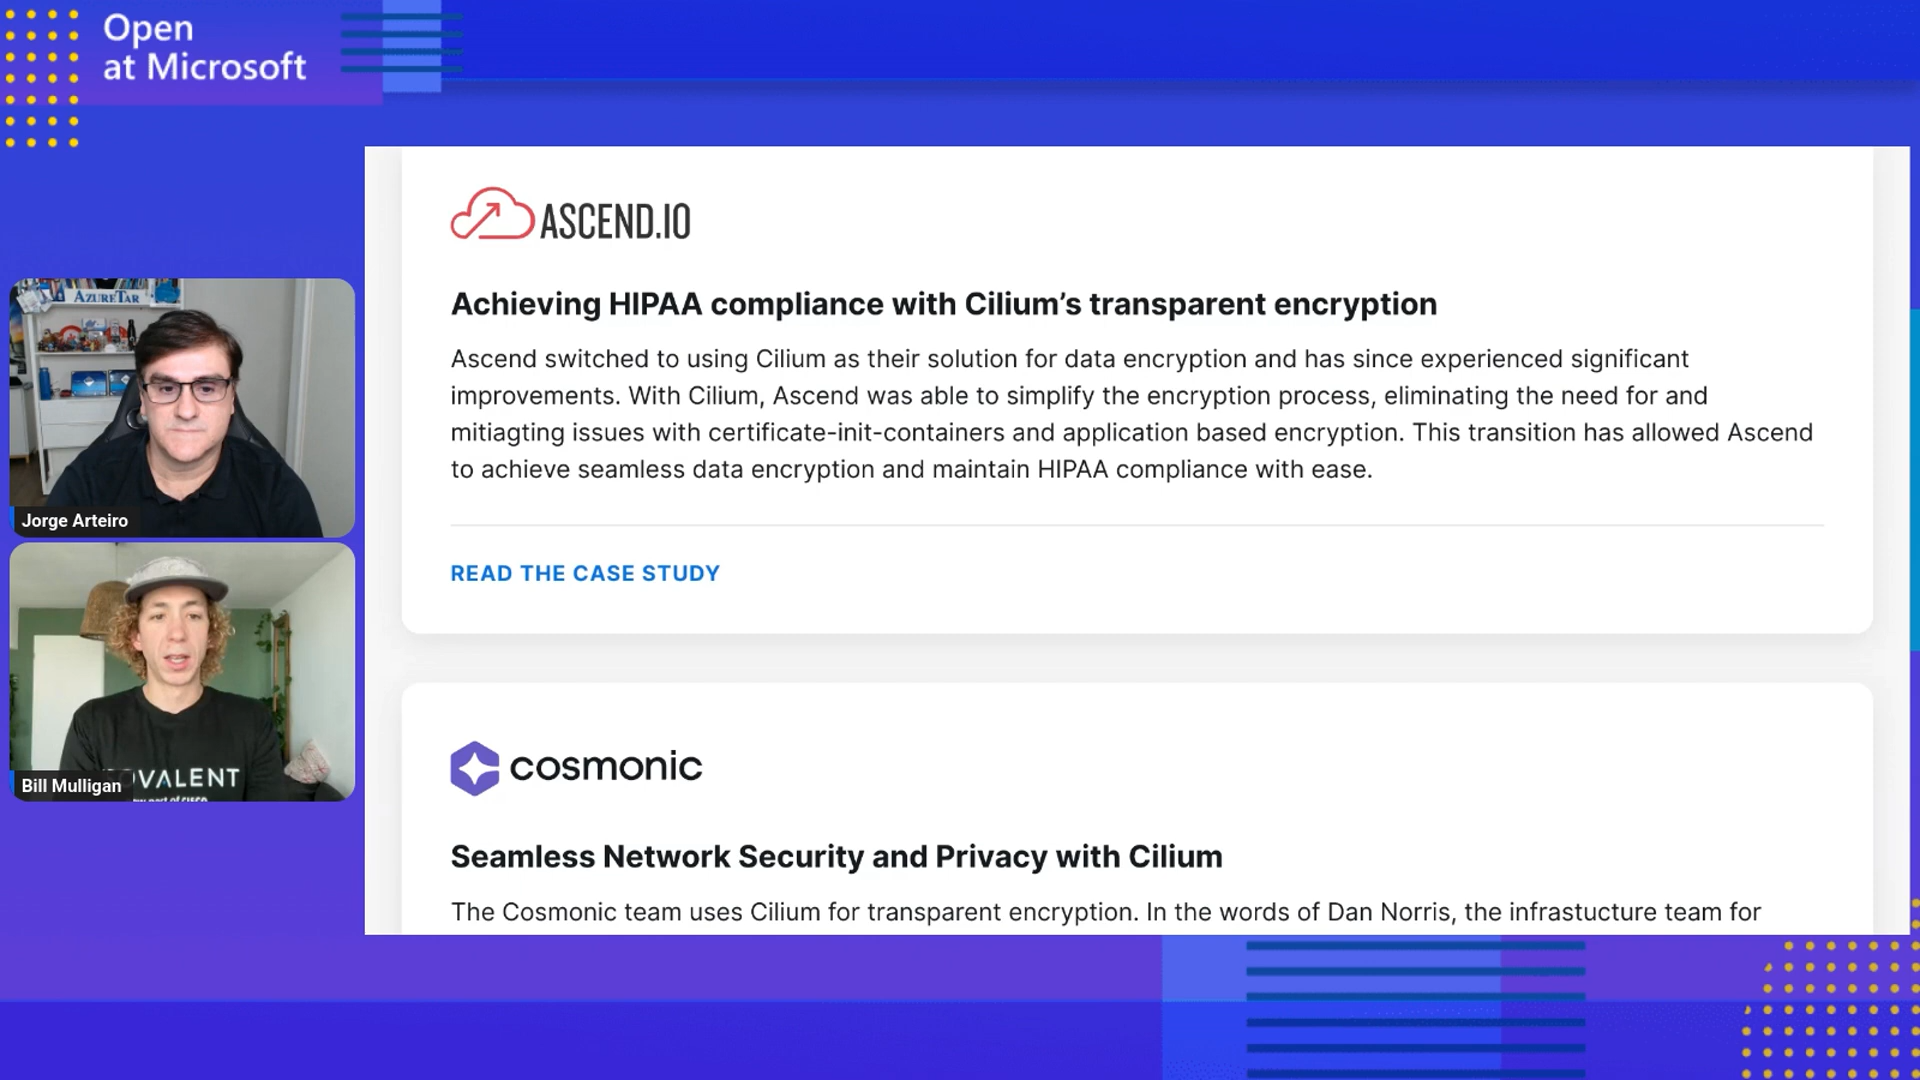 Open
at Microsoft
AZURETAR
Jorge Arteiro
OVALENT
Bill Mulligan
ASCEND.IO
Achieving HIPAA compliance with Cilium’s transparent encryption
Ascend switched to using Cilium as their solution for data encryption and has since experienced significant
improvements. With Cilium, Ascend was able to simplify the encryption process, eliminating the need for and
mitiagting issues with certificate-init-containers and application based encryption. This transition has allowed Ascend
to achieve seamless data encryption and maintain HIPAA compliance with ease.
READ THE CASE STUDY
cosmonic
Seamless Network Security and Privacy with Cilium
The Cosmonic team uses Cilium for transparent encryption. In the words of Dan Norris, the infrastucture team for